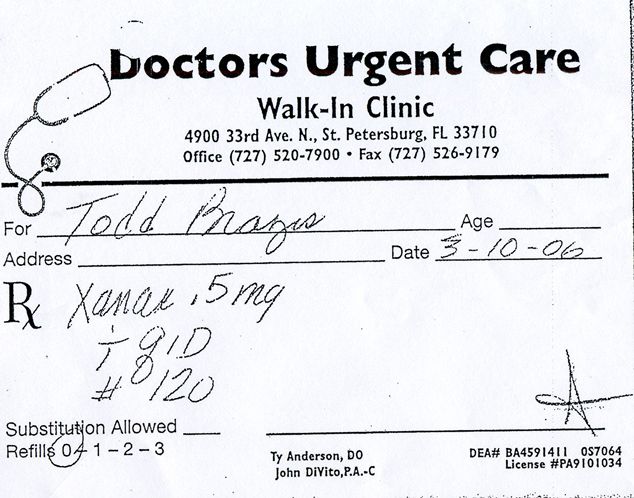 Doctors Urgent Care
Walk-In Clinic
4900 33rd Ave. N., St. Petersburg, FL 33710
Office (727) 520-7900 • Fax (727) 526-9179
For Todd Brazis Age
Address Date 3-10-06
Rx Xanax .5mg
T QID
# 120
Substitution Allowed
Refills 0 - 1 - 2 - 3
Ty Anderson, DO DEA# BA4591411 OS7064
John DiVito,P.A.-C License #PA9101034